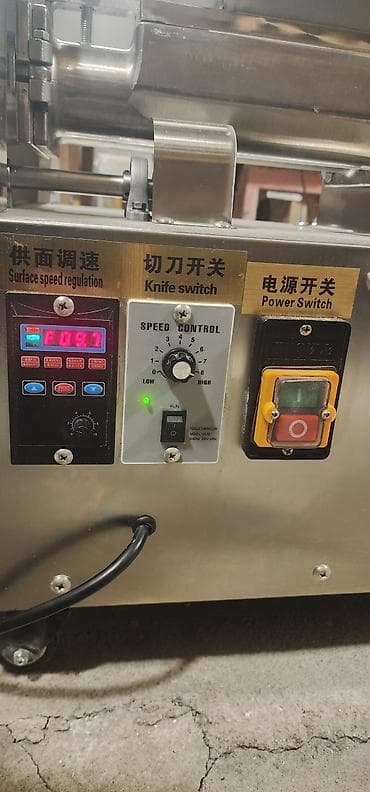 供面调速
Surface speed regulation
F09.7
切刀开关
Knife switch
SPEED CONTROL
0
1
2
3
4
5
6
7
8
LOW
HIGH
RUN
电源开关
Power Switch